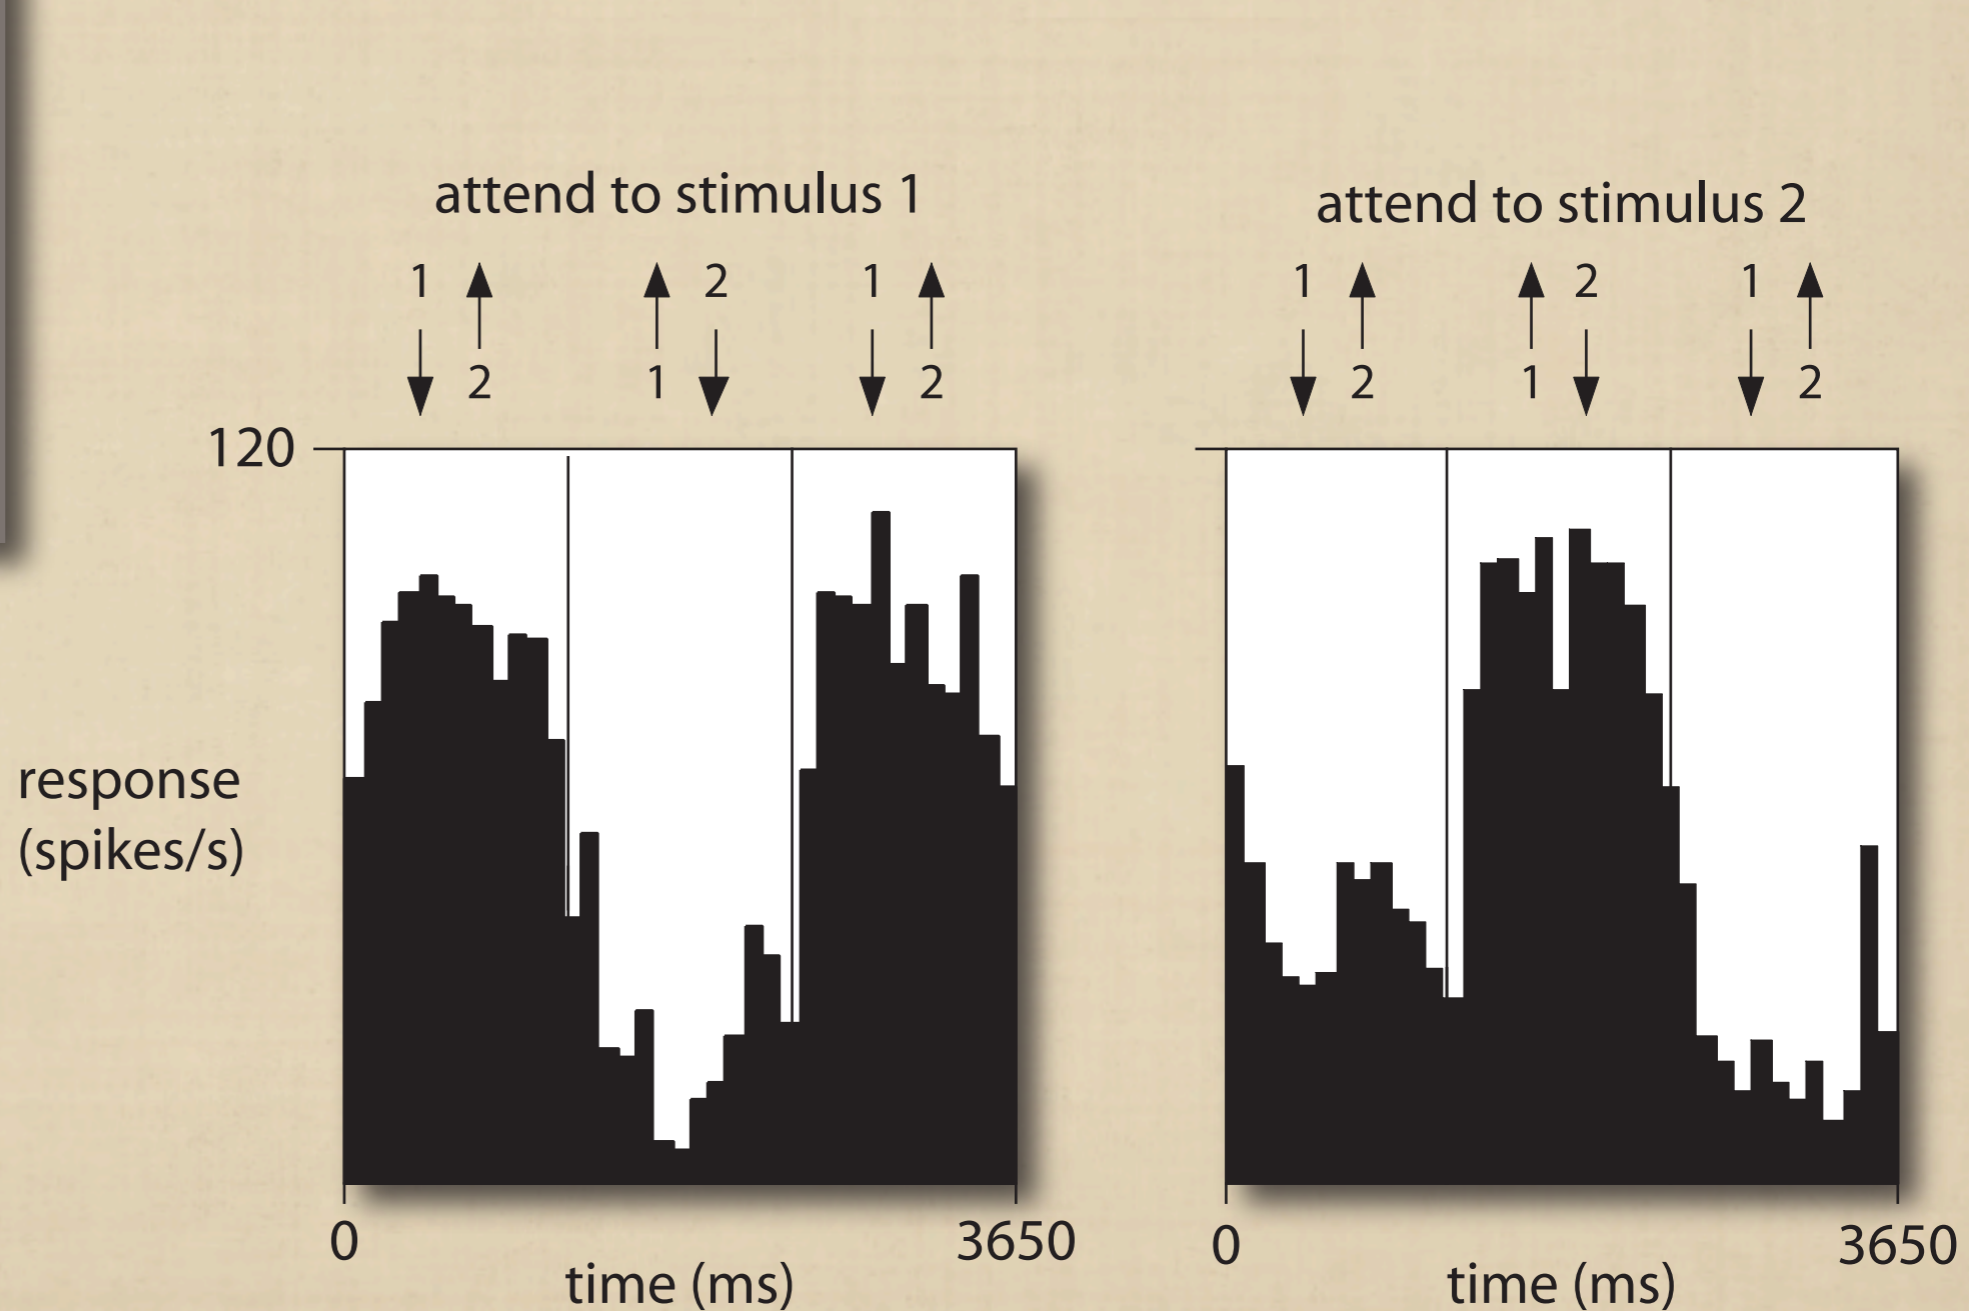 attend to stimulus 1
1 2 1
2 1 2
attend to stimulus 2
1 2 1
2 1 2
120
response
(spikes/s)
0 3650
time (ms)
0 3650
time (ms)